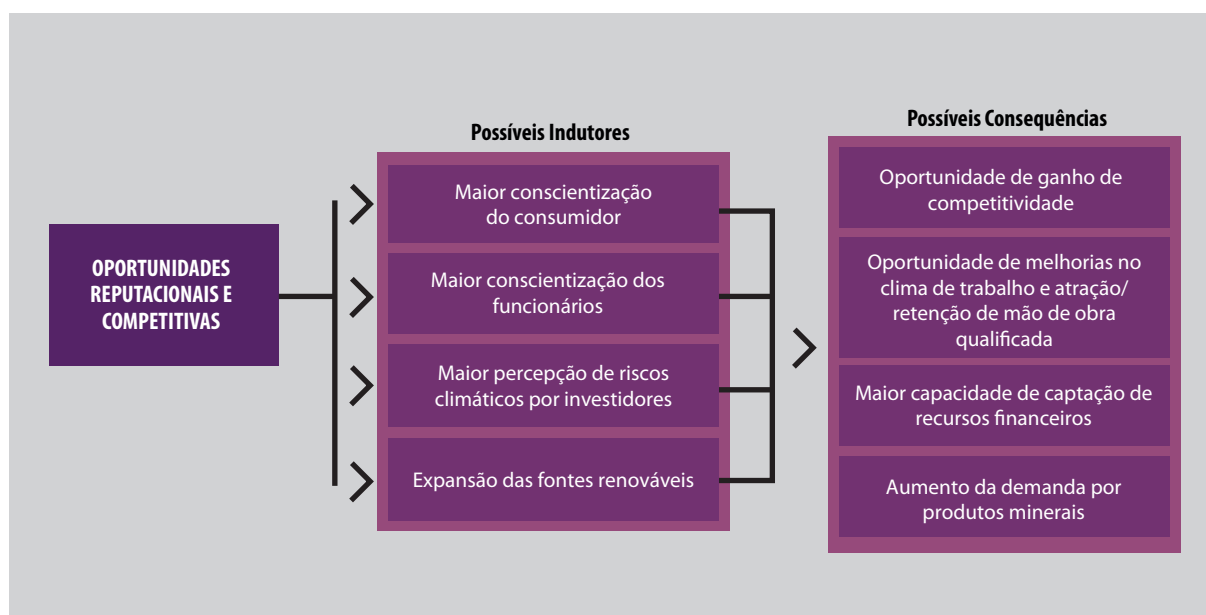 OPORTUNIDADES
REPUTACIONAIS E
COMPETITIVAS
Possíveis Indutores
Maior conscientização
do consumidor
Maior conscientização dos
funcionários
Maior percepção de riscos
climáticos por investidores
Expansão das fontes renováveis
Possíveis Consequências
Oportunidade de ganho de
competitividade
Oportunidade de melhorias no
clima de trabalho e atração/
retenção de mão de obra
qualificada
Maior capacidade de captação de
recursos financeiros
Aumento da demanda por
produtos minerais